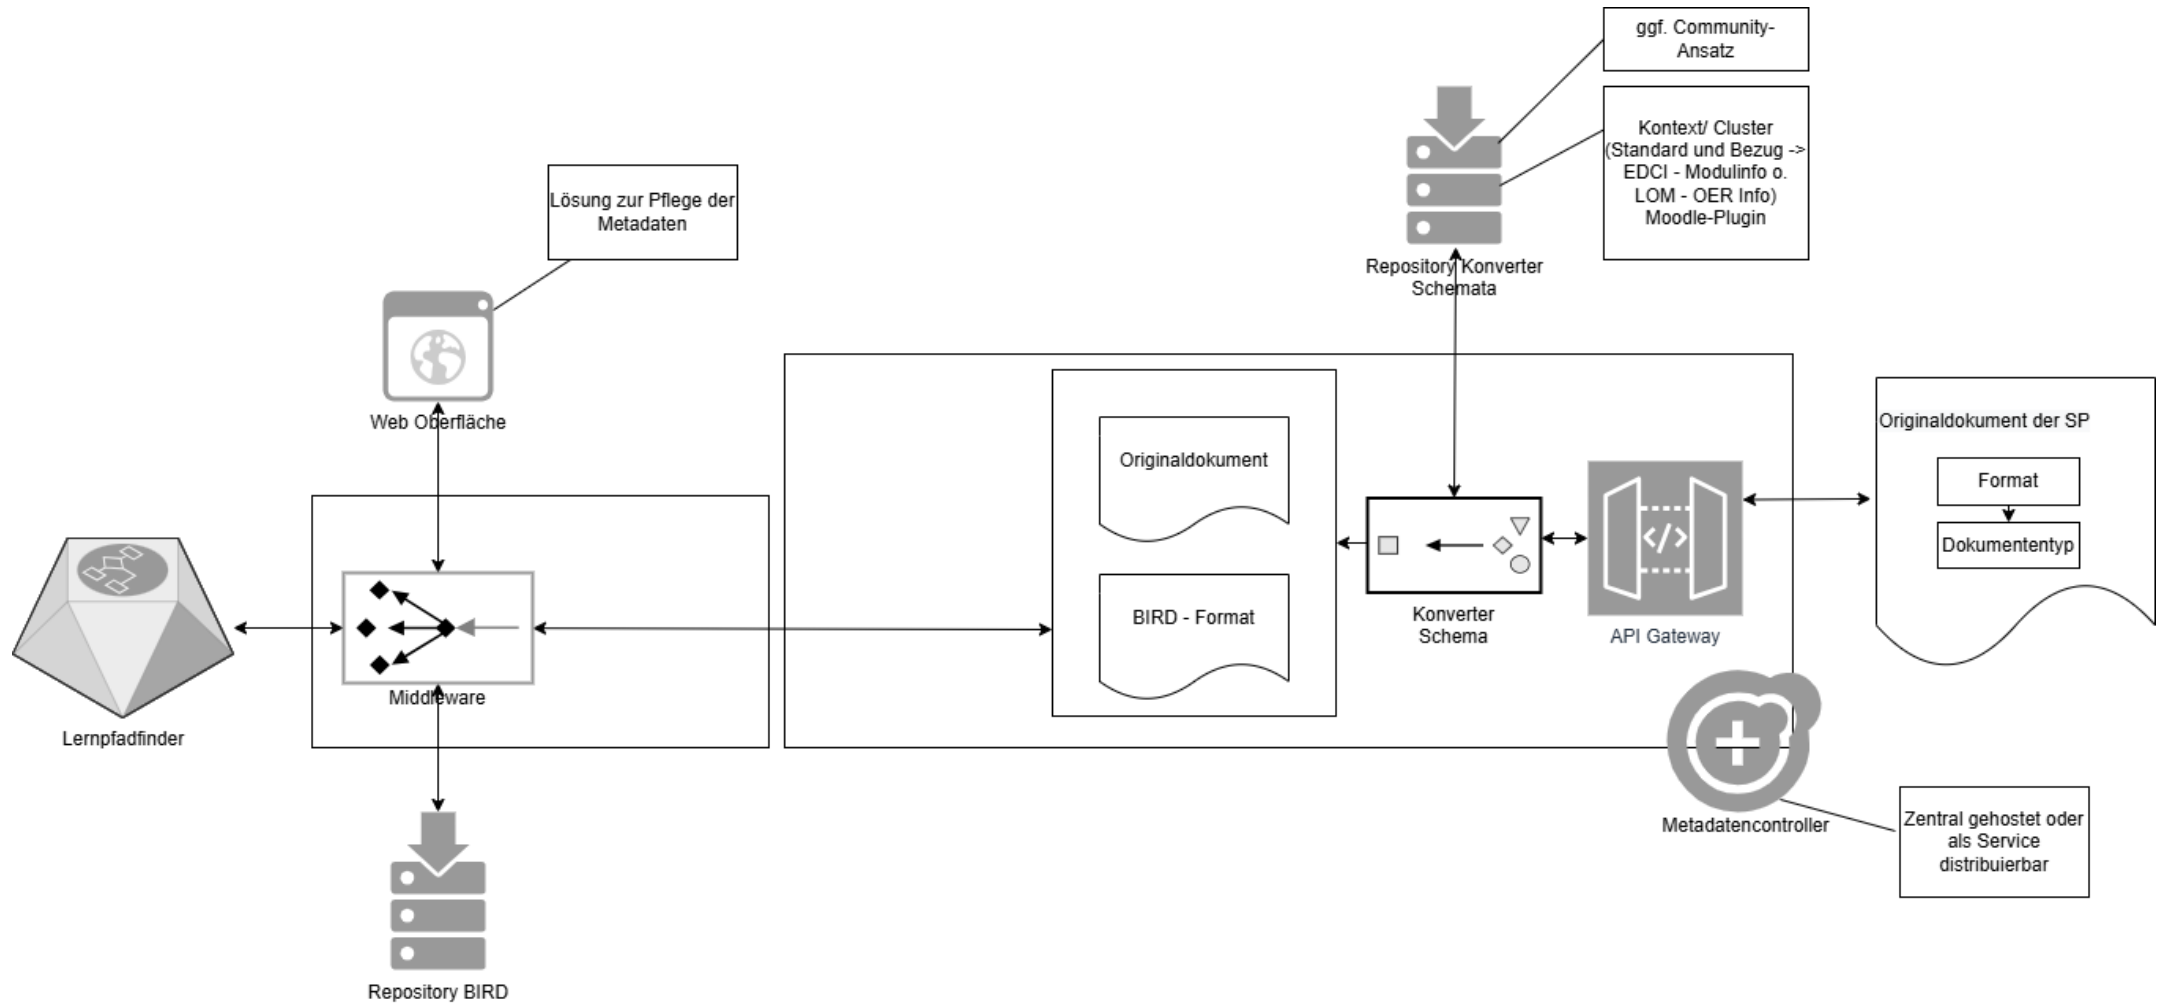 ggf. Community-
Ansatz
Kontext/ Cluster
(Standard und Bezug ->
EDCI - Modulinfo o.
LOM - OER Info)
Moodle-Plugin
Lösung zur Pflege der
Metadaten
Repository Konverter
Schemata
Web Oberfläche
Originaldokument der SP
Format
Dokumententyp
Originaldokument
BIRD - Format
Konverter
Schema
API Gateway
Middleware
Lernpfadfinder
Metadatencontroller
Zentral gehostet oder
als Service
distribuierbar
Repository BIRD